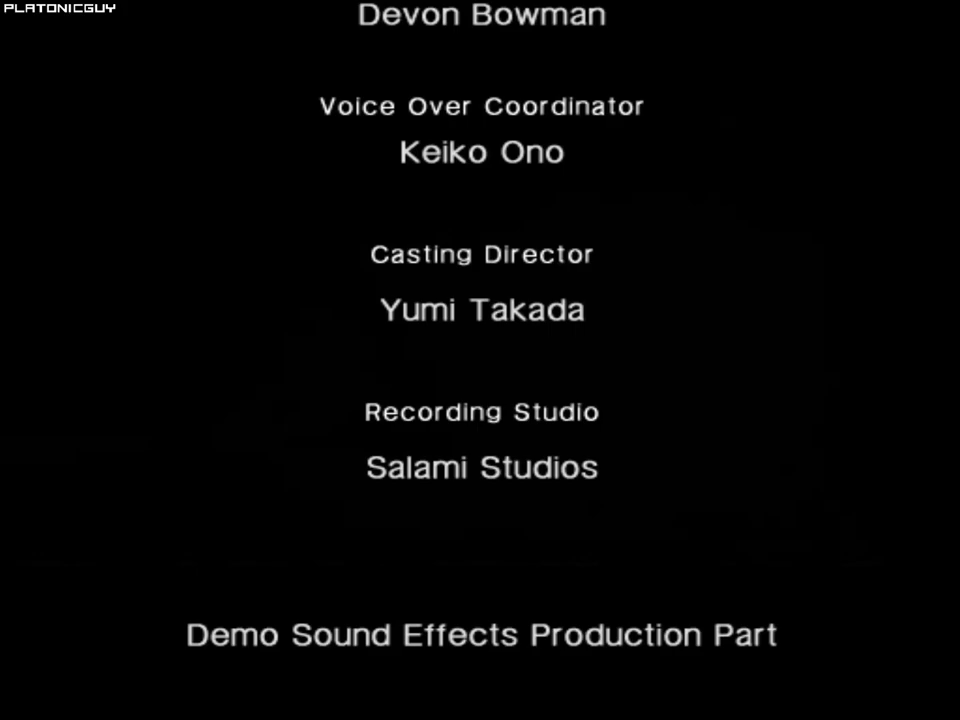 PLATONICGUY
Devon Bowman
Voice Over Coordinator
Keiko Ono
Casting Director
Yumi Takada
Recording Studio
Salami Studios
Demo Sound Effects Production Part